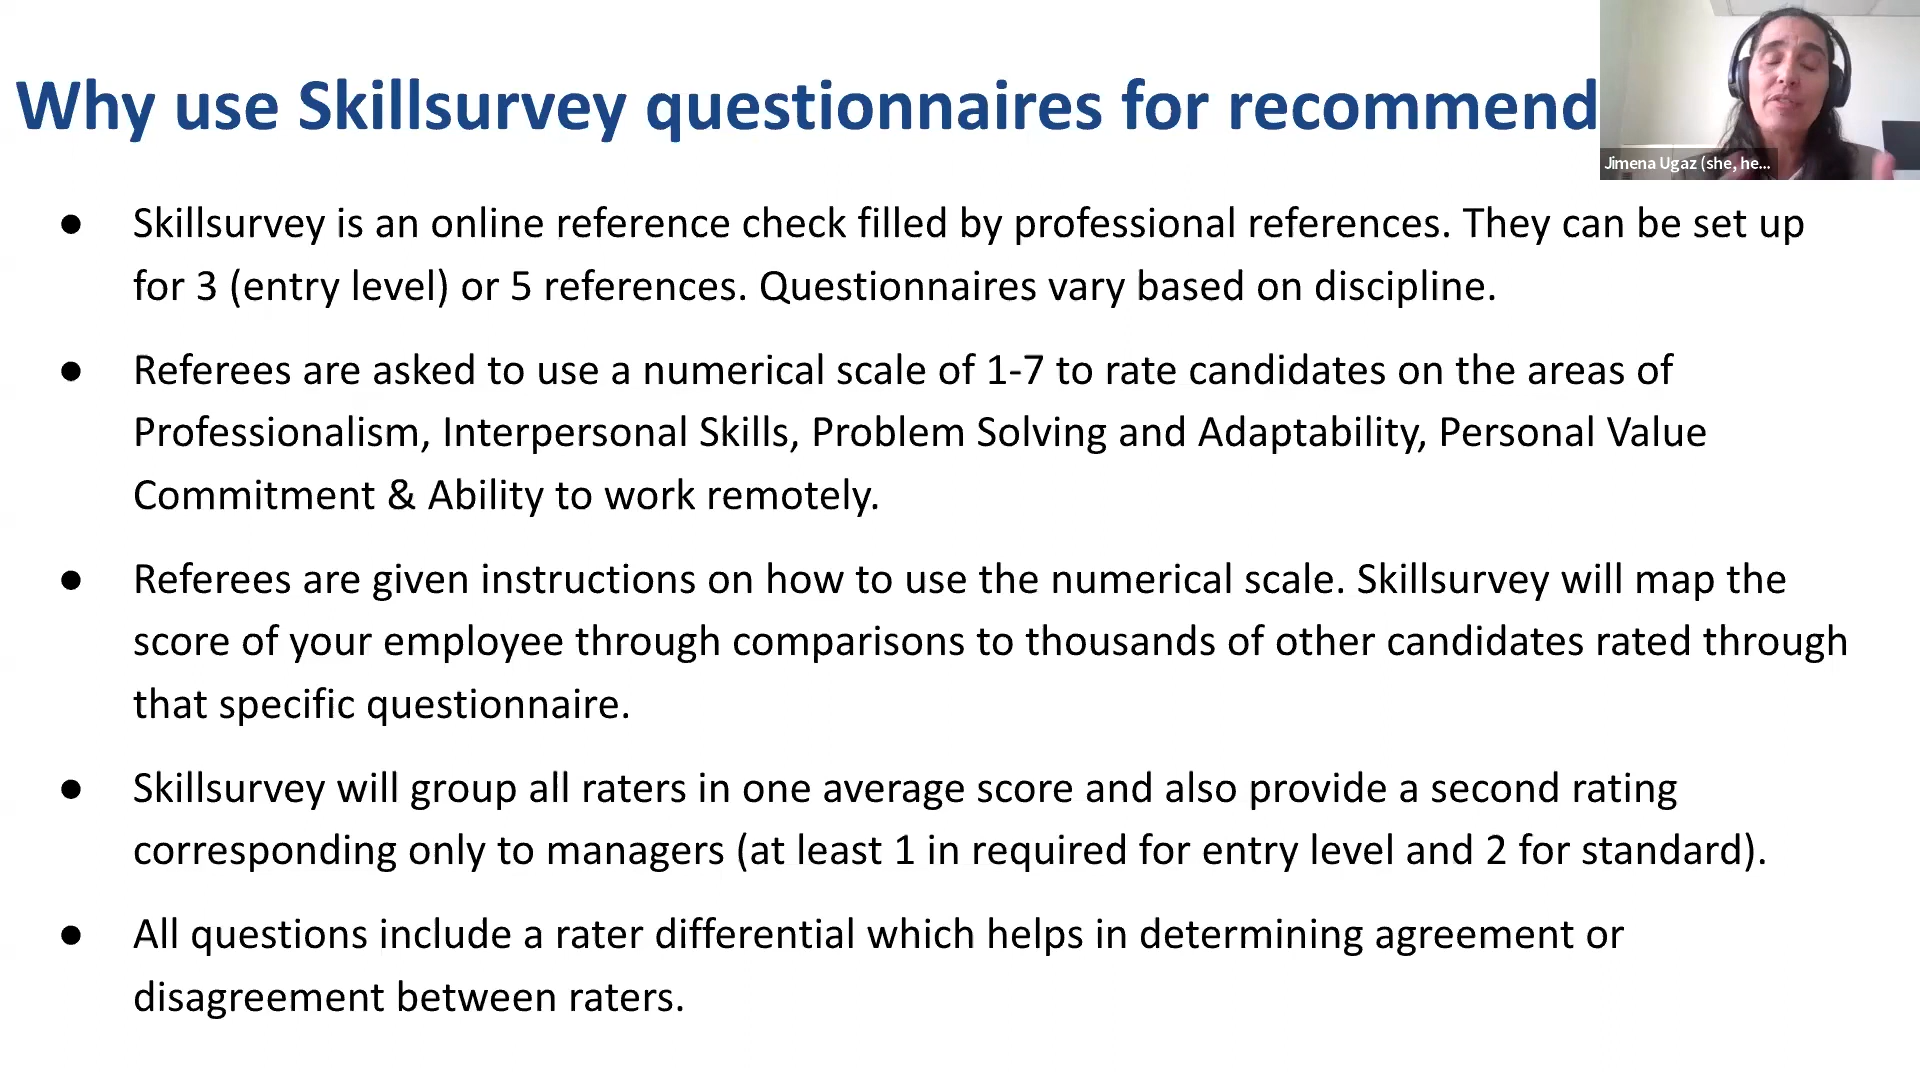 Why use Skillsurvey questionnaires for recommend
Jimena Ugaz (she, he...
● Skillsurvey is an online reference check filled by professional references. They can be set up
for 3 (entry level) or 5 references. Questionnaires vary based on discipline.
● Referees are asked to use a numerical scale of 1-7 to rate candidates on the areas of
Professionalism, Interpersonal Skills, Problem Solving and Adaptability, Personal Value
Commitment & Ability to work remotely.
● Referees are given instructions on how to use the numerical scale. Skillsurvey will map the
score of your employee through comparisons to thousands of other candidates rated through
that specific questionnaire.
● Skillsurvey will group all raters in one average score and also provide a second rating
corresponding only to managers (at least 1 in required for entry level and 2 for standard).
● All questions include a rater differential which helps in determining agreement or
disagreement between raters.